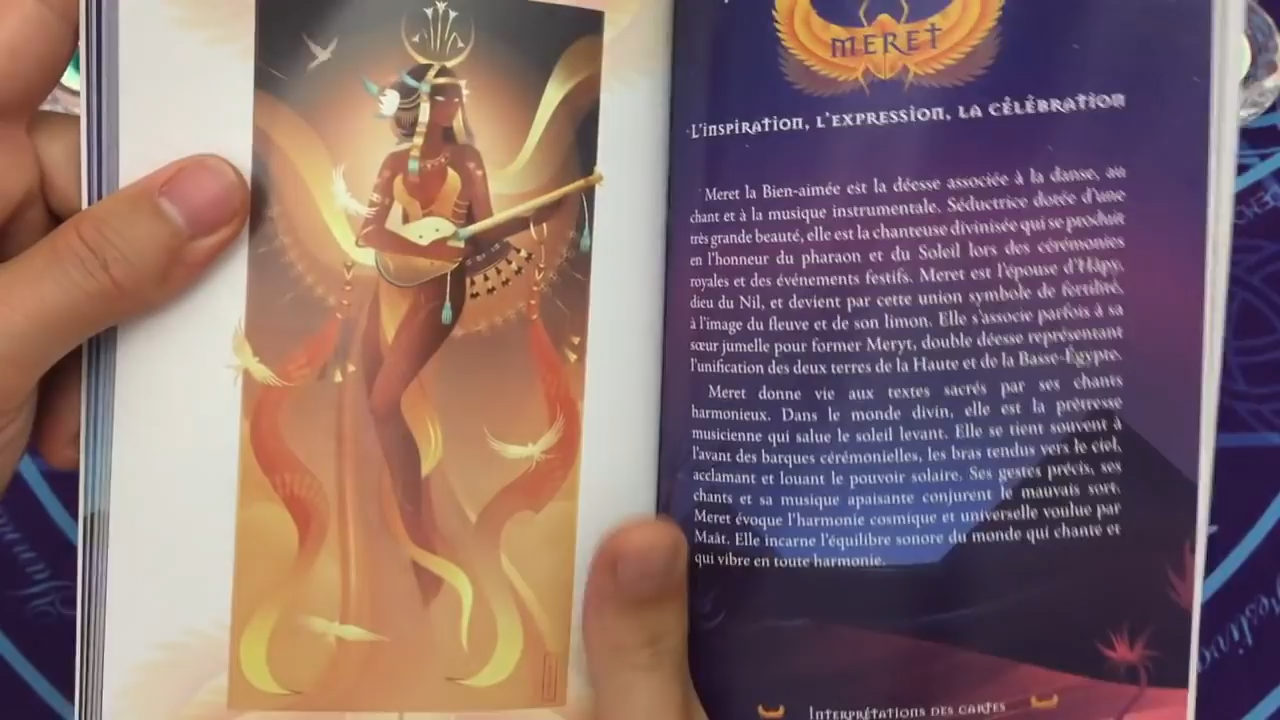 MERET
L'inspiration, l'expression, la célébration
Meret la Bien-aimée est la déesse associée à la danse, au
chant et à la musique instrumentale. Séductrice dotée d'une
très grande beauté, elle est la chanteuse divinisée qui se produit
en l'honneur du pharaon et du Soleil lors des cérémonies
royales et des événements festifs. Meret est l'épouse d'Hâpy,
dieu du Nil, et devient par cette union symbole de fertilité,
à l'image du fleuve et de son limon. Elle s'associe parfois à sa
sœur jumelle pour former Meryt, double déesse représentant
l'unification des deux terres de la Haute et de la Basse-Égypte.
Meret donne vie aux textes sacrés par ses chants
harmonieux. Dans le monde divin, elle est la prêtresse
musicienne qui salue le soleil levant. Elle se tient souvent à
l'avant des barques cérémonielles, les bras tendus vers le ciel,
acclamant et louant le pouvoir solaire. Ses gestes précis, ses
chants et sa musique apaisante conjurent le mauvais sort.
Meret évoque l'harmonie cosmique et universelle voulue par
Maât. Elle incarne l'équilibre sonore du monde qui chante et
qui vibre en toute harmonie.
Interprétations des cartes